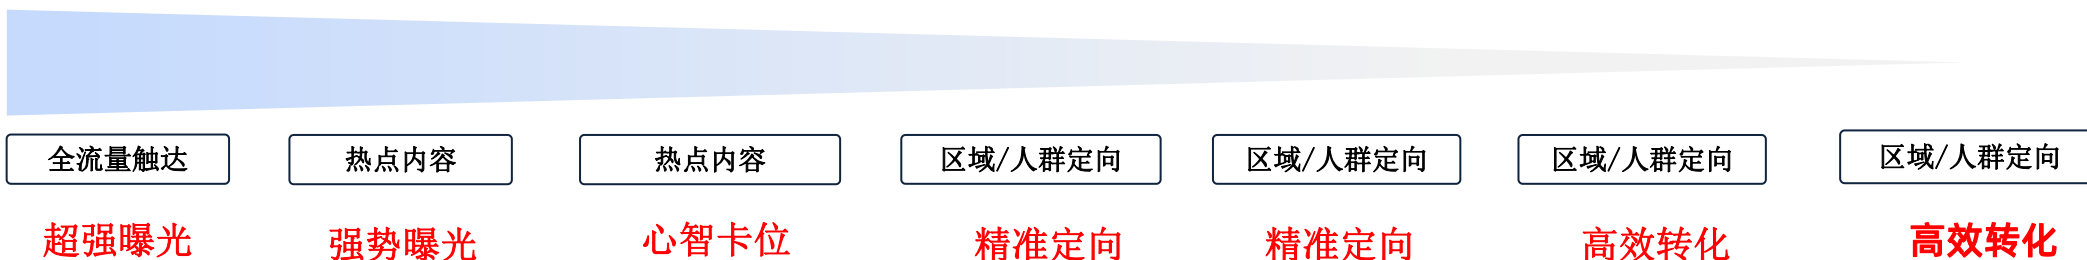 全流量触达 热点内容 热点内容 区域/人群定向 区域/人群定向 区域/人群定向 区域/人群定向
超强曝光 强势曝光 心智卡位 精准定向 精准定向 高效转化 高效转化